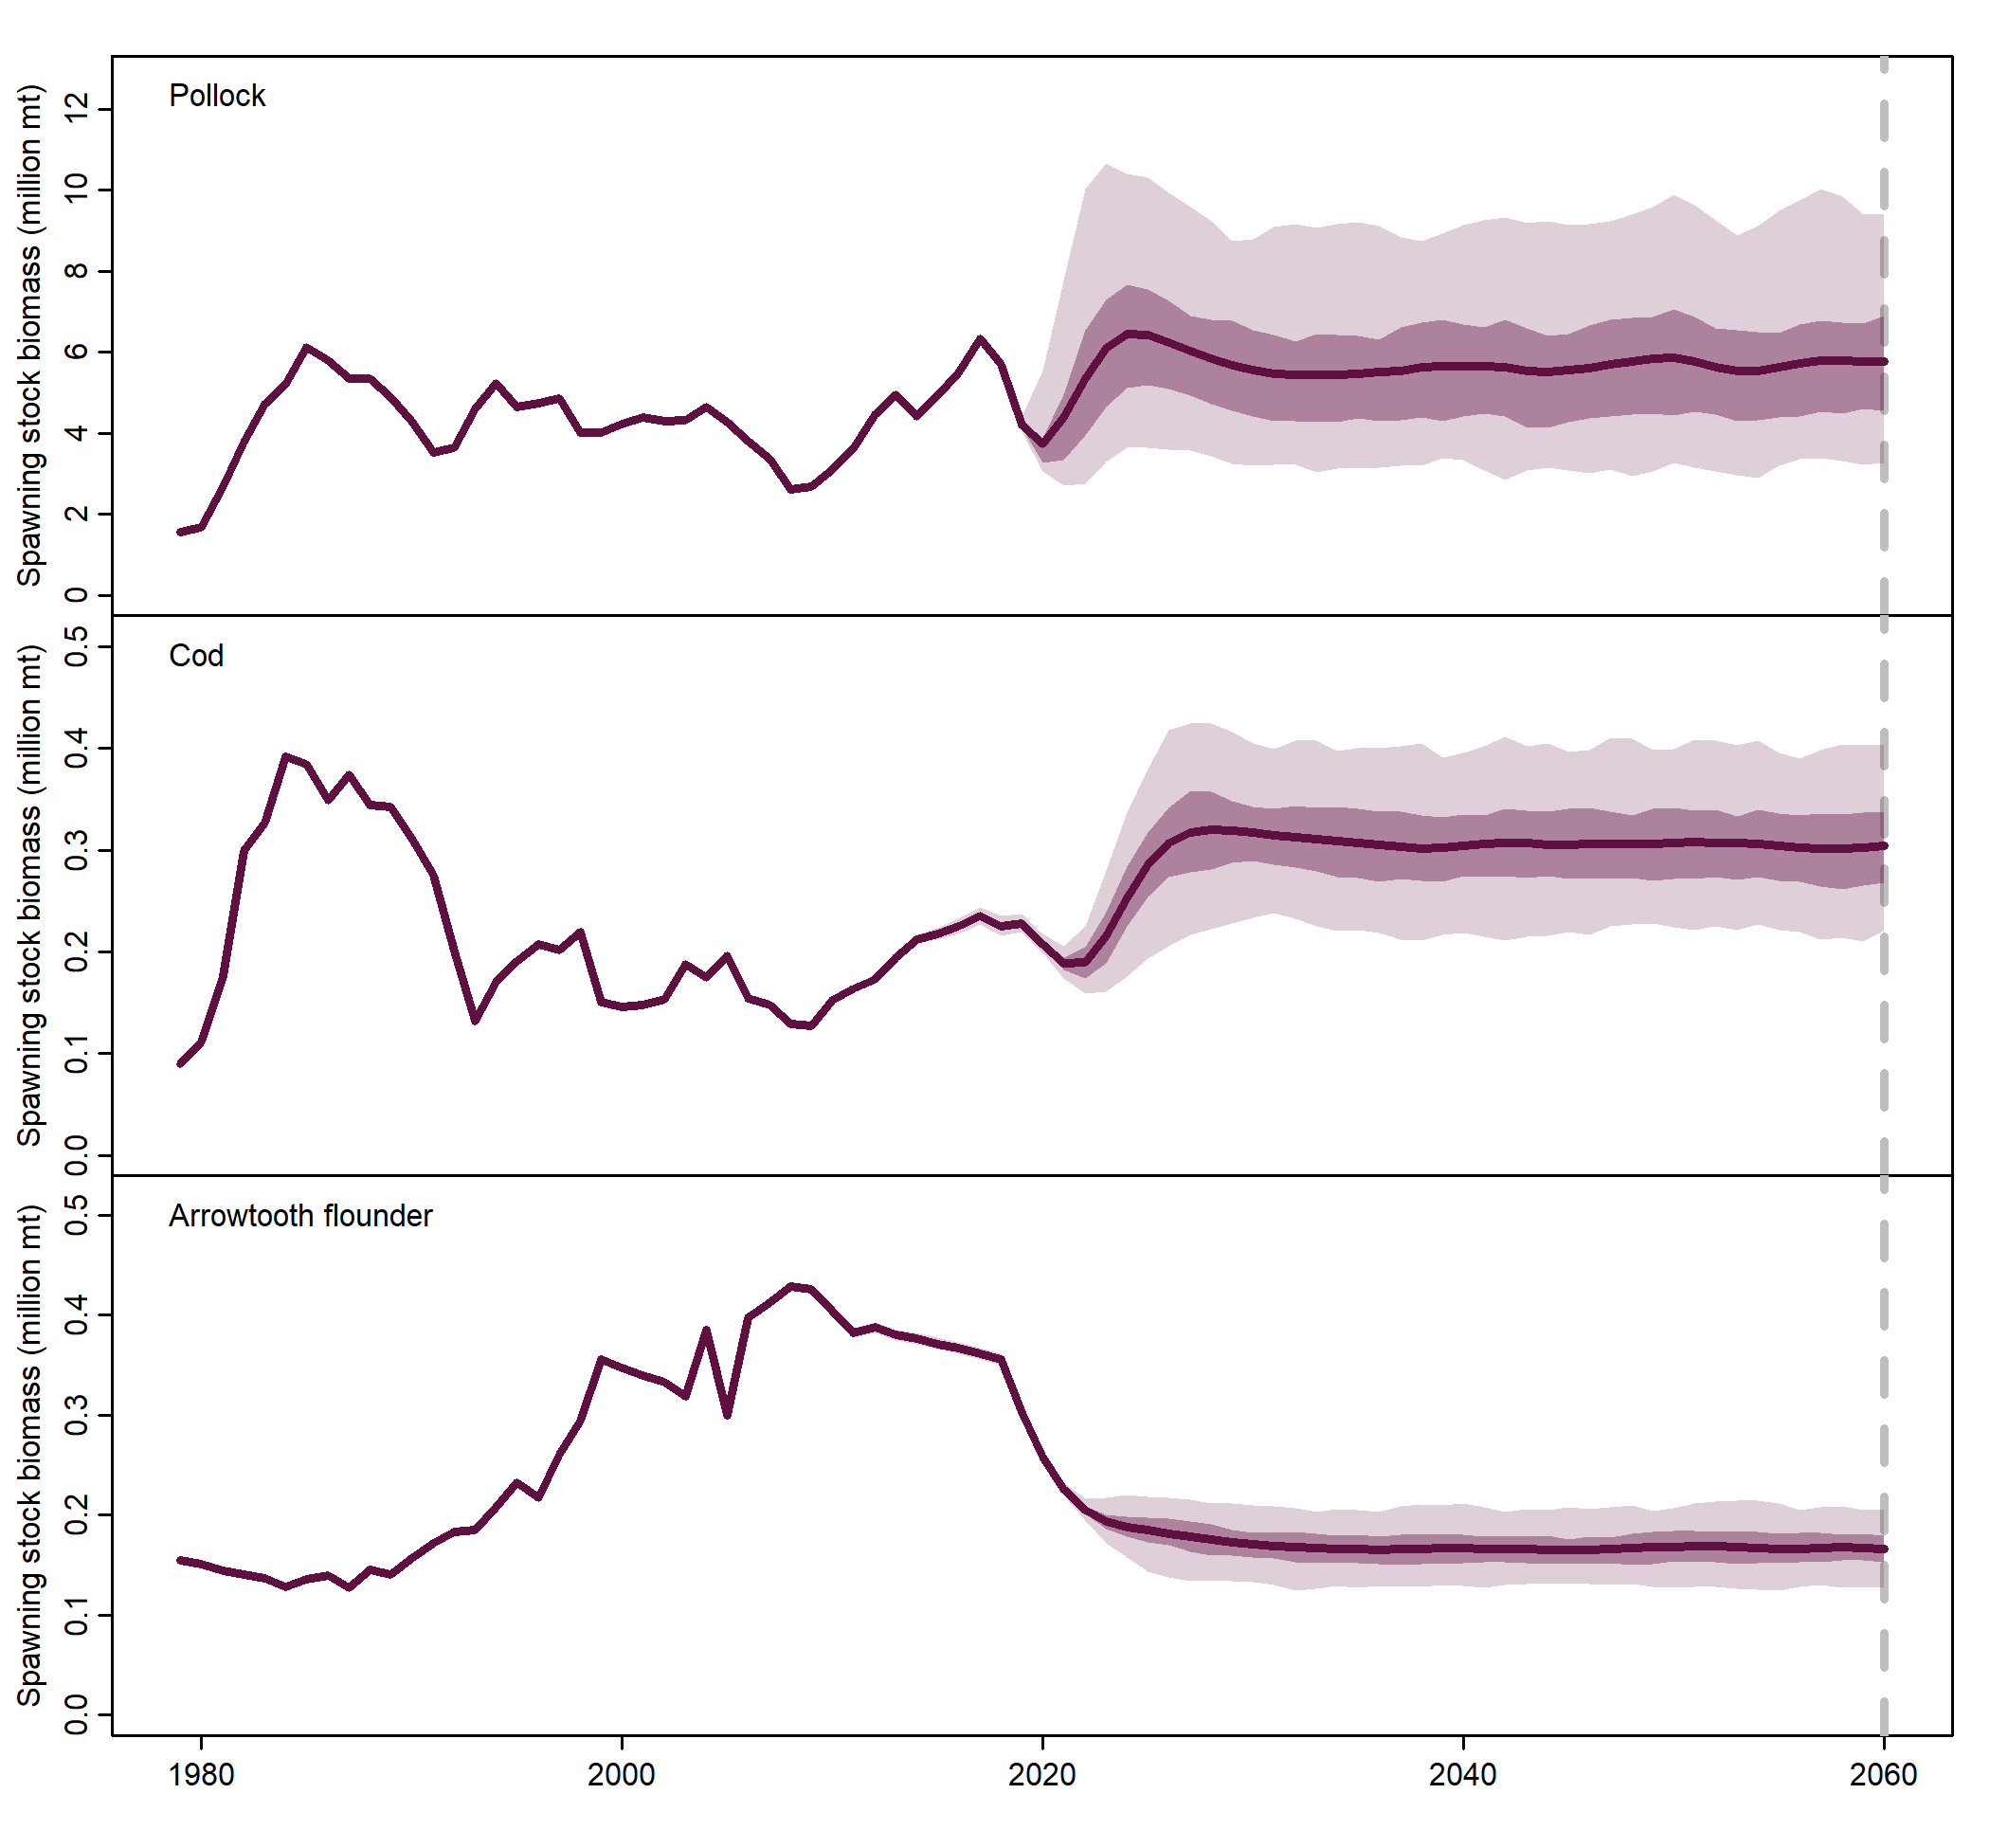 Pollock
Spawning stock biomass (million mt)
12
10
8
6
4
2
0
Cod
Spawning stock biomass (million mt)
0.5
0.4
0.3
0.2
0.1
0.0
Arrowtooth flounder
Spawning stock biomass (million mt)
0.5
0.4
0.3
0.2
0.1
0.0
1980 2000 2020 2040 2060